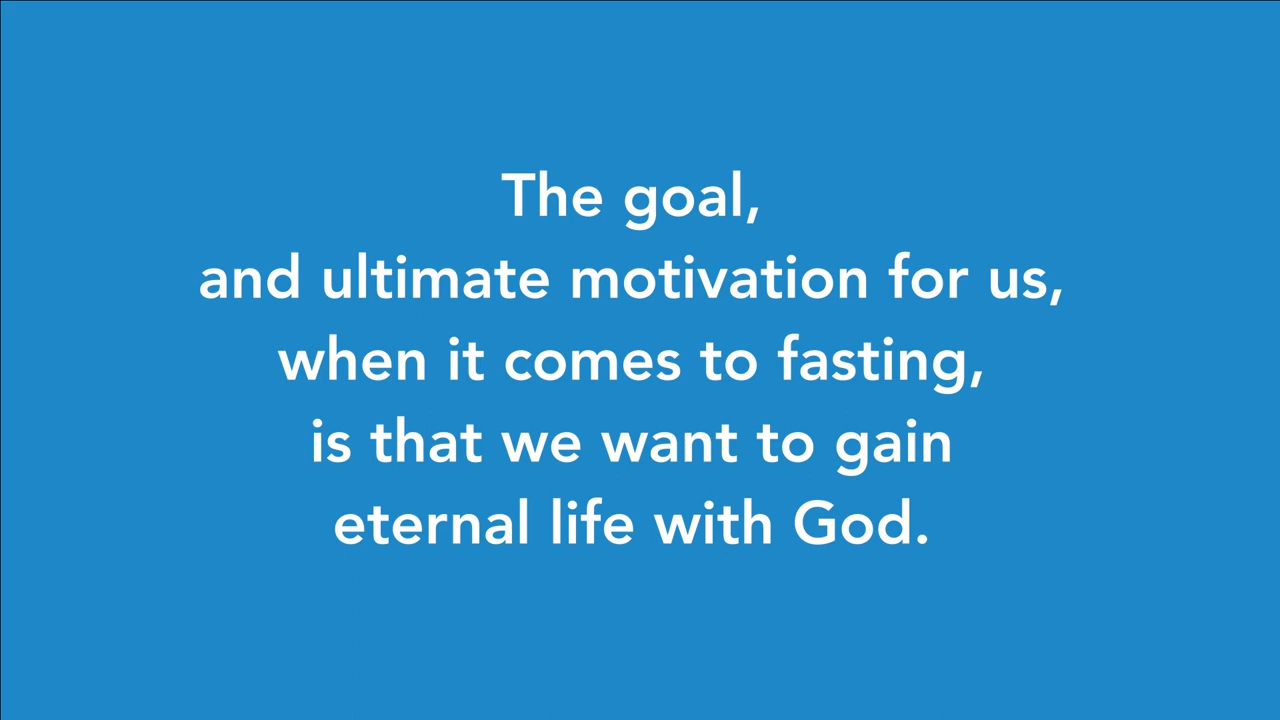 The goal,
and ultimate motivation for us,
when it comes to fasting,
is that we want to gain
eternal life with God.